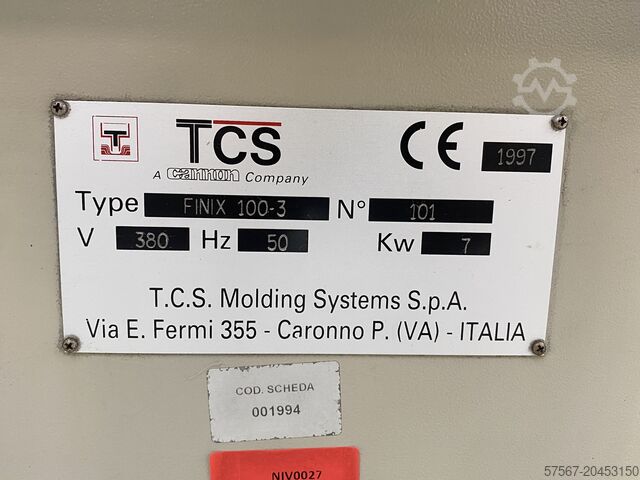 TCS
A cannon Company
CE 1997
Type FINIX 100-3 N° 101
V 380 Hz 50 Kw 7
T.C.S. Molding Systems S.p.A.
Via E. Fermi 355 - Caronno P. (VA) - ITALIA
COD. SCHEDA
001994
NIV0027
57567-20453150